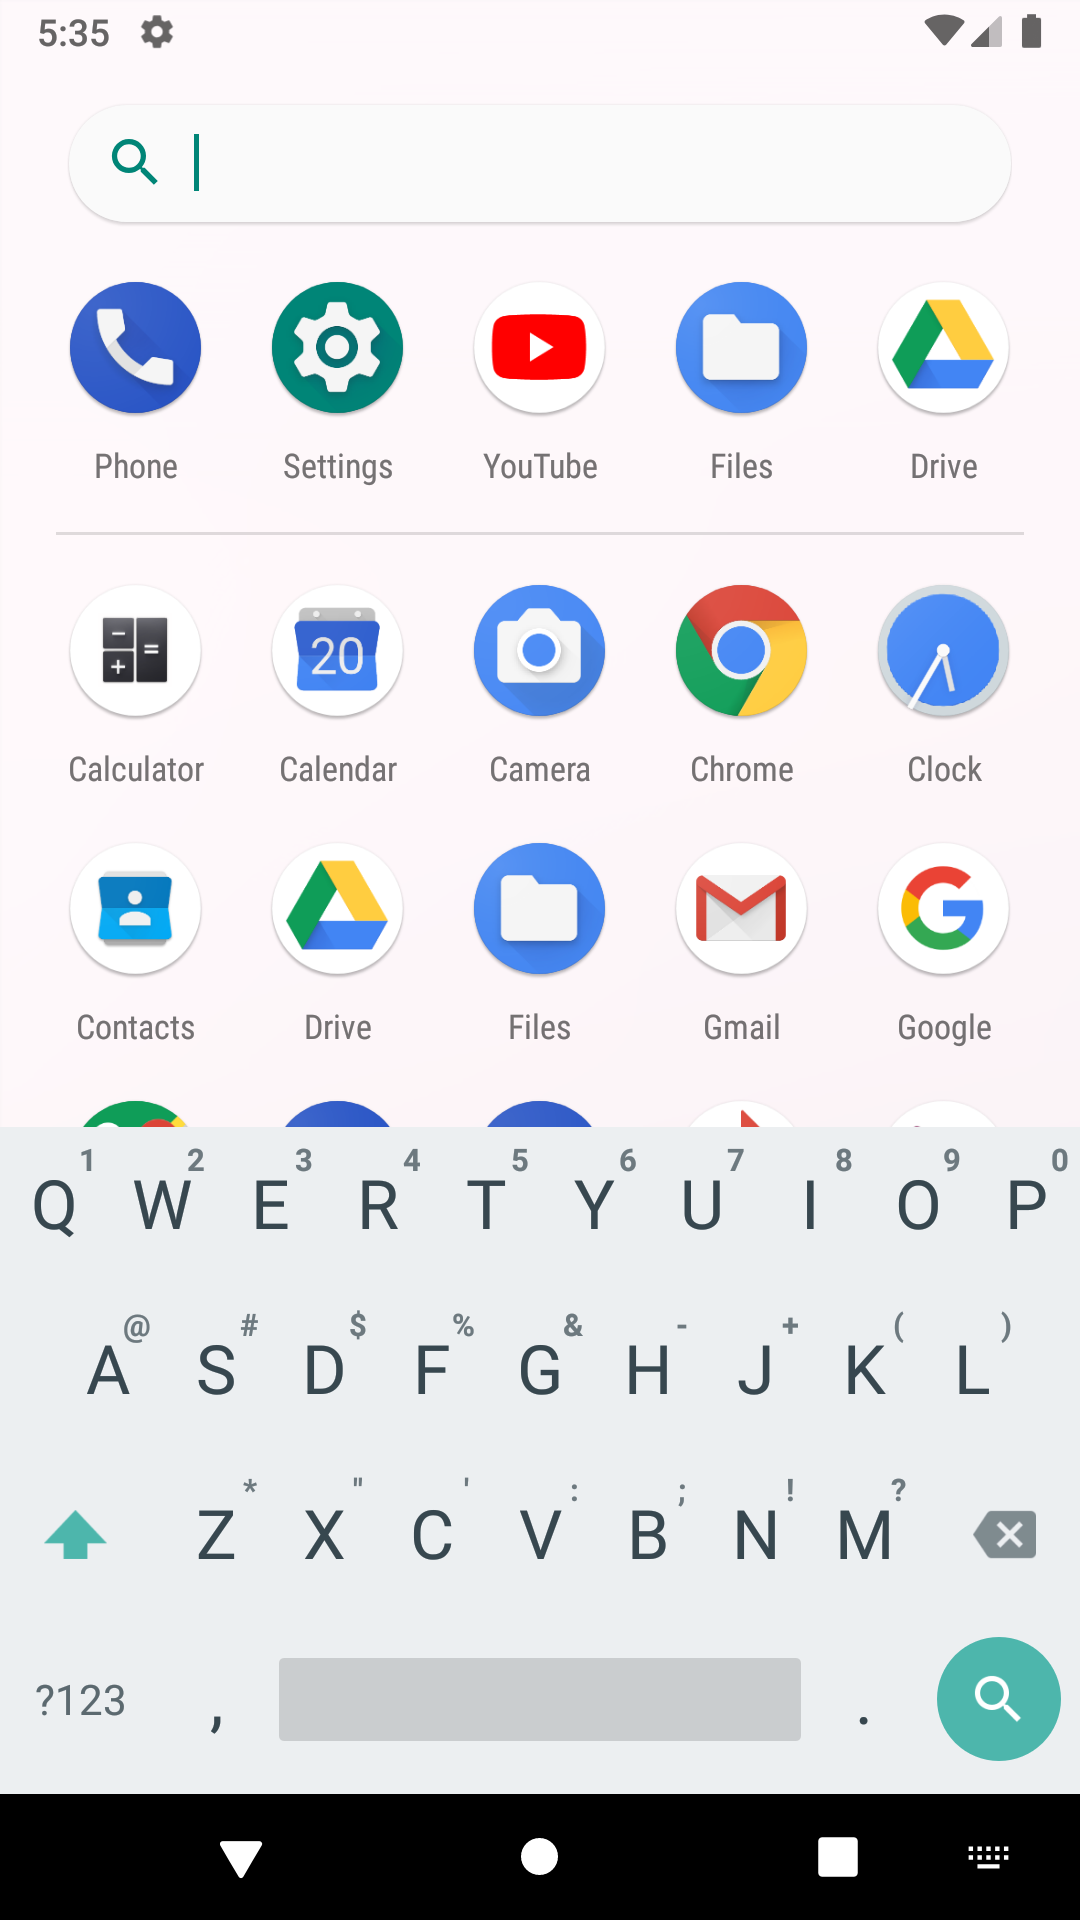 5:35
Phone Settings YouTube Files Drive
20
Calculator Calendar Camera Chrome Clock
Contacts Drive Files Gmail Google
1 2 3 4 5 6 7 8 9 0
Q W E R T Y U I O P
@ # $ % & - + ( )
A S D F G H J K L
* " ' : ; ! ?
Z X C V B N M
?123 , .